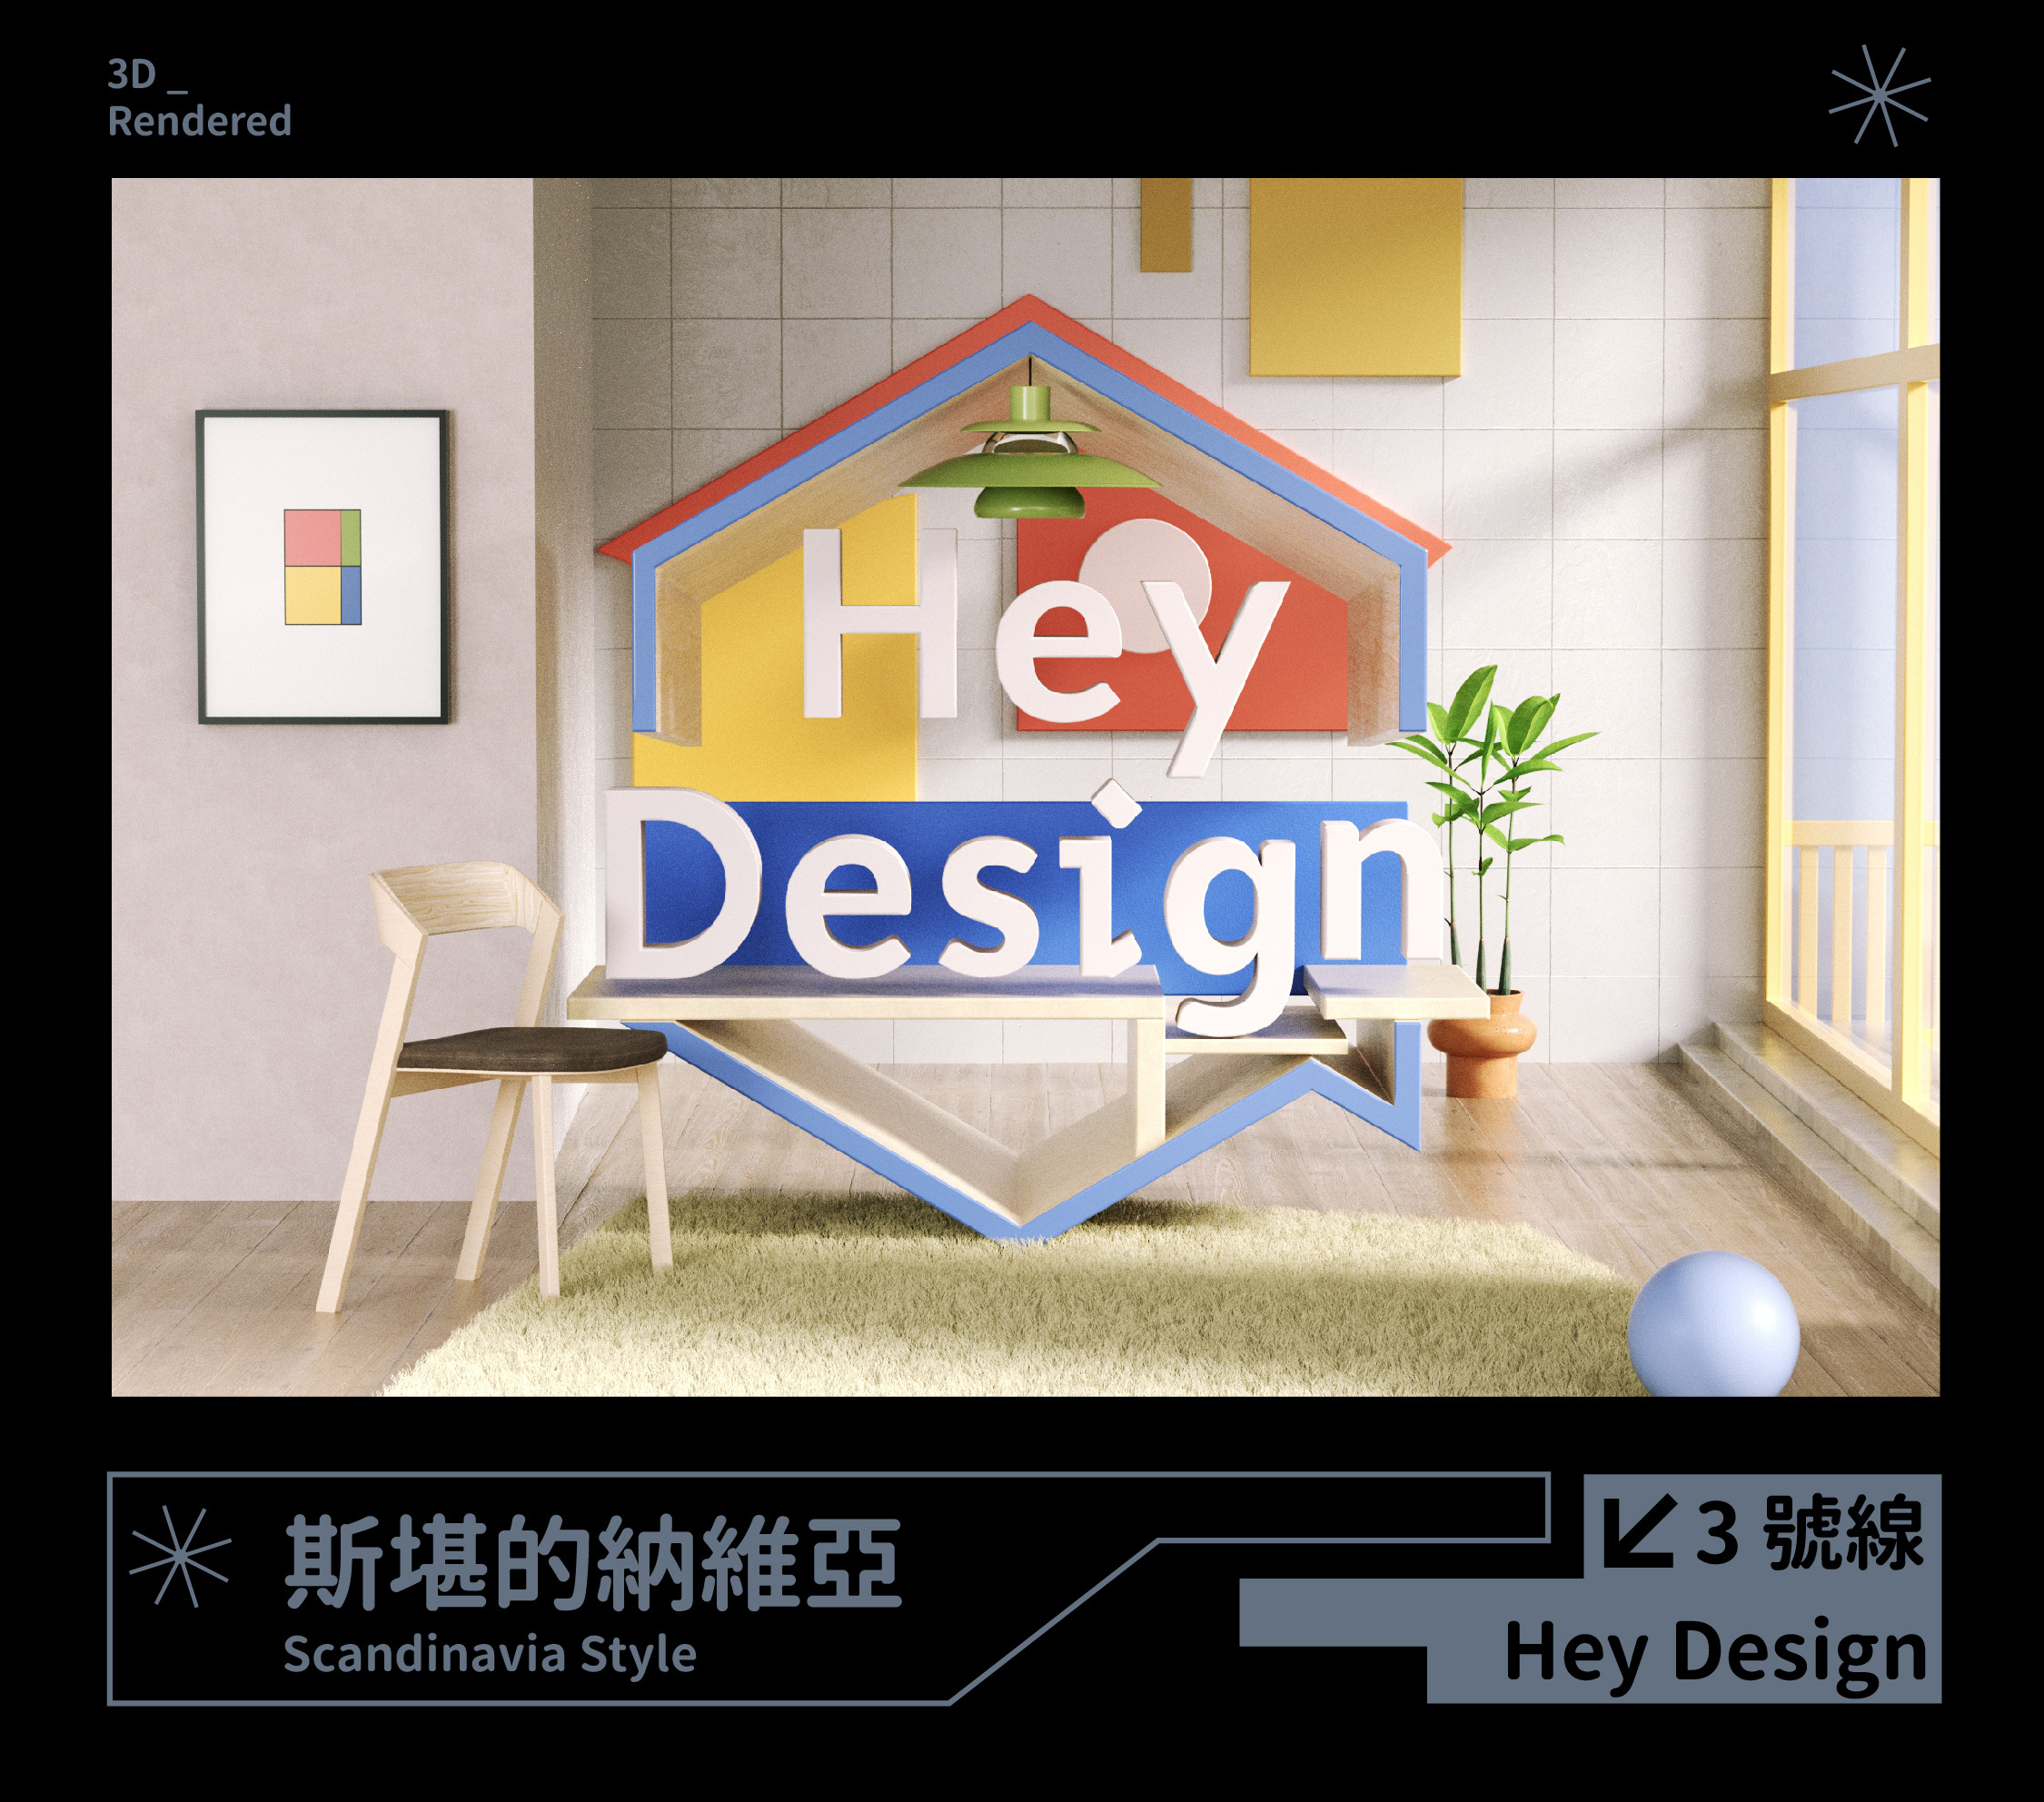 3D _
Rendered
Hey
Design
斯堪的納維亞
Scandinavia Style
3 號線
Hey Design